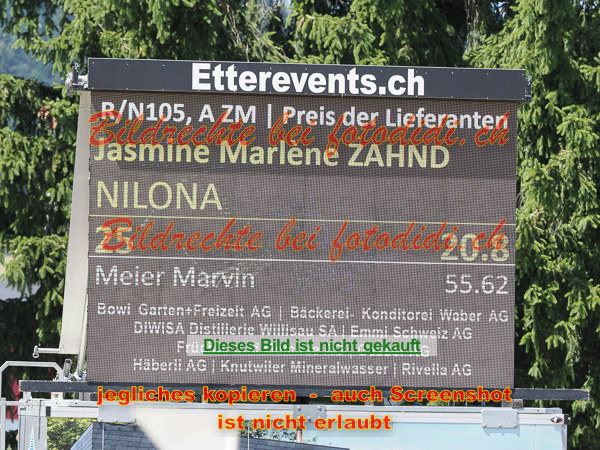 Etterevents.ch
R/N105, A ZM | Preis der Lieferanten
Bildrechte bei fotodidi.ch
Jasmine Marlène ZAHND
NILONA
20.8
Bildrechte bei fotodidi.ch
Meier Marvin 55.62
Bowi Garten+Freizeit AG | Bäckerei- Konditorei Waber AG
DIWISA Distillerie Willisau SA | Emmi Schweiz AG
Dieses Bild ist nicht gekauft
Häberli AG | Knutwiler Mineralwasser | Rivella AG
jegliches kopieren - auch Screenshot
ist nicht erlaubt